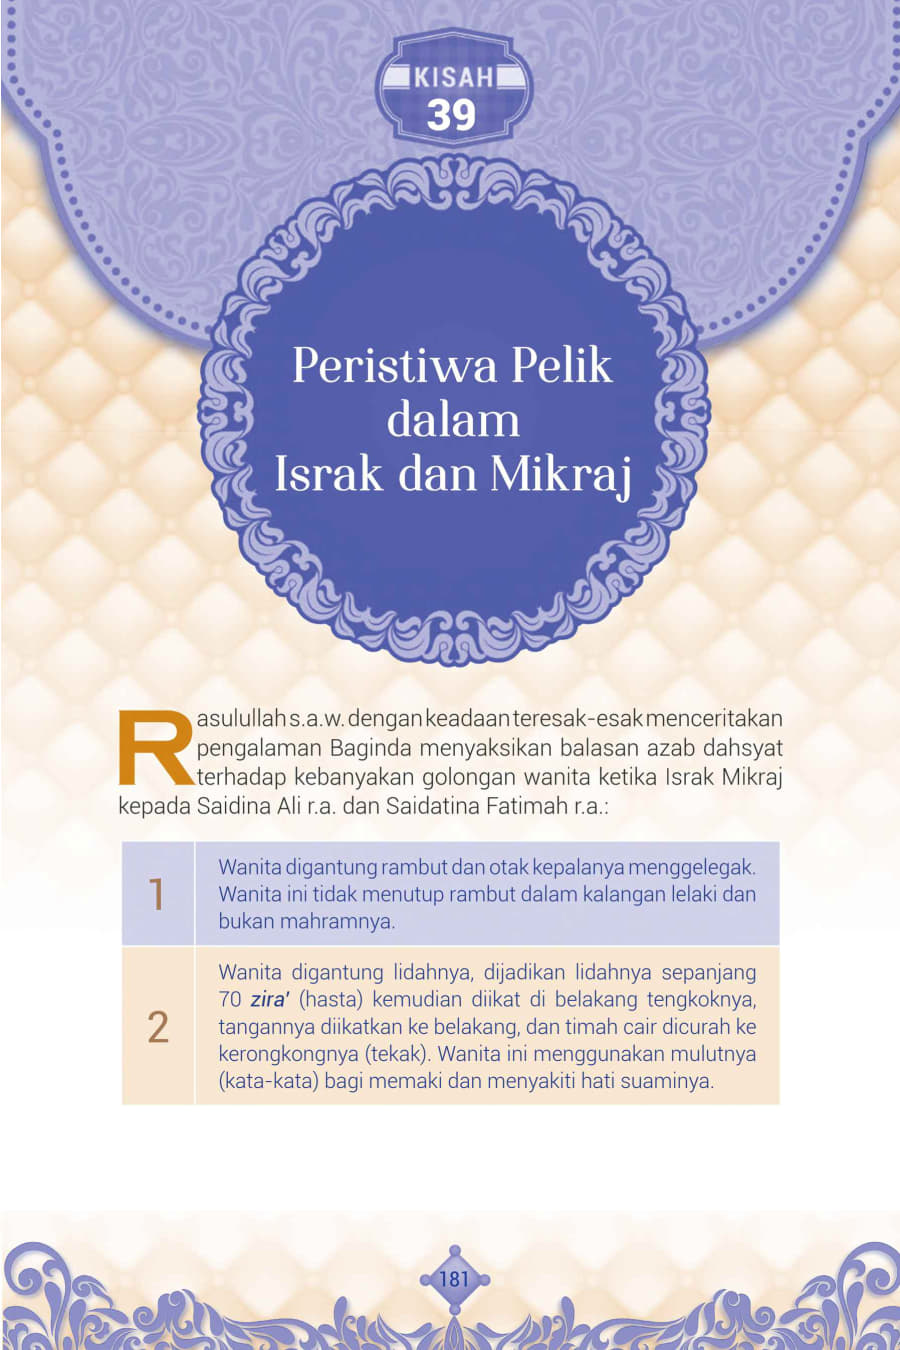 KISAH
39
Peristiwa Pelik
dalam
Israk dan Mikraj
Rasulullah s.a.w. dengan keadaan teresak-esak menceritakan
pengalaman Baginda menyaksikan balasan azab dahsyat
terhadap kebanyakan golongan wanita ketika Israk Mikraj
kepada Saidina Ali r.a. dan Saidatina Fatimah r.a.:
1
Wanita digantung rambut dan otak kepalanya menggelegak.
Wanita ini tidak menutup rambut dalam kalangan lelaki dan
bukan mahramnya.
2
Wanita digantung lidahnya, dijadikan lidahnya sepanjang
70 zira’ (hasta) kemudian diikat di belakang tengkoknya,
tangannya diikatkan ke belakang, dan timah cair dicurah ke
kerongkongnya (tekak). Wanita ini menggunakan mulutnya
(kata-kata) bagi memaki dan menyakiti hati suaminya.
181